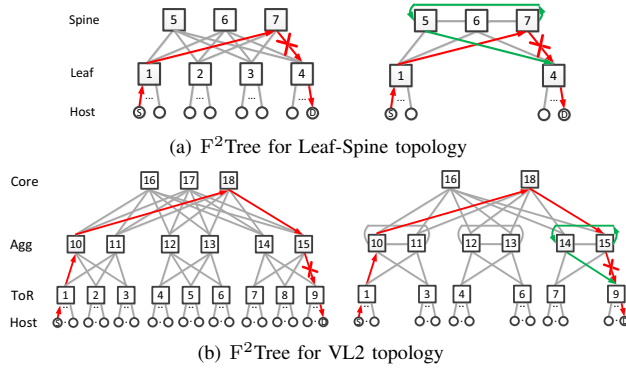 Spine 5 6 7 5 6 7
Leaf 1 2 3 4 1 4
... ... ... ... ... ...
Host S D S D
(a) F²Tree for Leaf-Spine topology
Core 16 17 18 16 18
Agg 10 11 12 13 14 15 10 11 12 13 14 15
ToR 1 2 3 4 5 6 7 8 9 1 3 4 6 7 9
Host S D S D
(b) F²Tree for VL2 topology